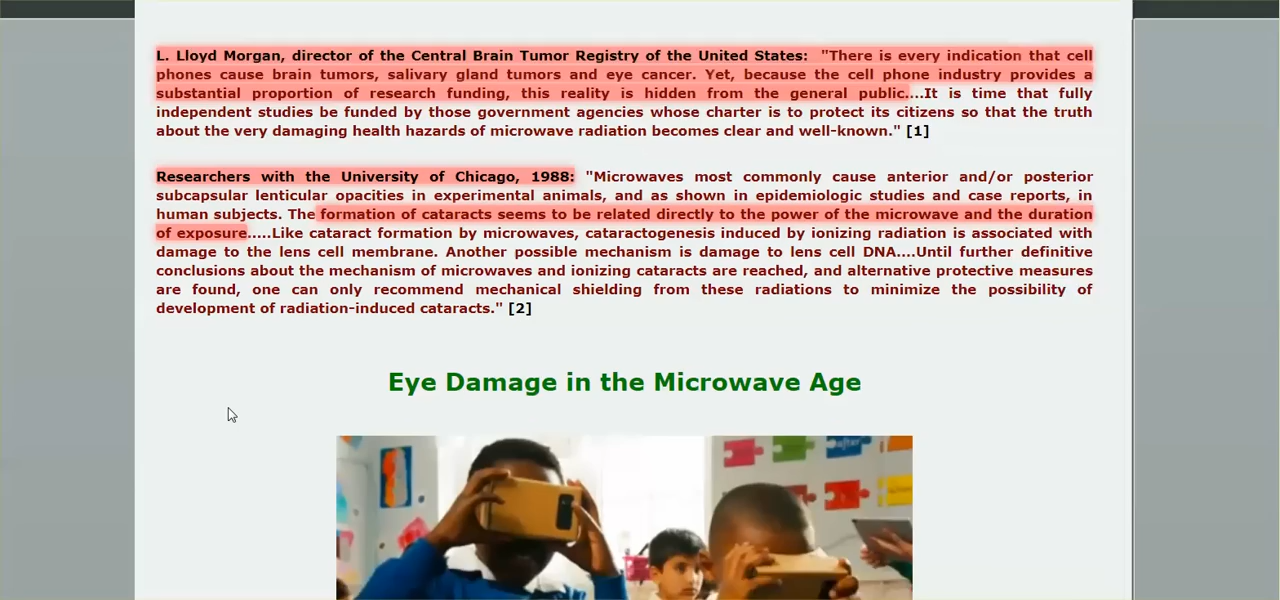 L. Lloyd Morgan, director of the Central Brain Tumor Registry of the United States: "There is every indication that cell
phones cause brain tumors, salivary gland tumors and eye cancer. Yet, because the cell phone industry provides a
substantial proportion of research funding, this reality is hidden from the general public....It is time that fully
independent studies be funded by those government agencies whose charter is to protect its citizens so that the truth
about the very damaging health hazards of microwave radiation becomes clear and well-known." [1]
Researchers with the University of Chicago, 1988: "Microwaves most commonly cause anterior and/or posterior
subcapsular lenticular opacities in experimental animals, and as shown in epidemiologic studies and case reports, in
human subjects. The formation of cataracts seems to be related directly to the power of the microwave and the duration
of exposure.....Like cataract formation by microwaves, cataractogenesis induced by ionizing radiation is associated with
damage to the lens cell membrane. Another possible mechanism is damage to lens cell DNA....Until further definitive
conclusions about the mechanism of microwaves and ionizing cataracts are reached, and alternative protective measures
are found, one can only recommend mechanical shielding from these radiations to minimize the possibility of
development of radiation-induced cataracts." [2]
Eye Damage in the Microwave Age
after